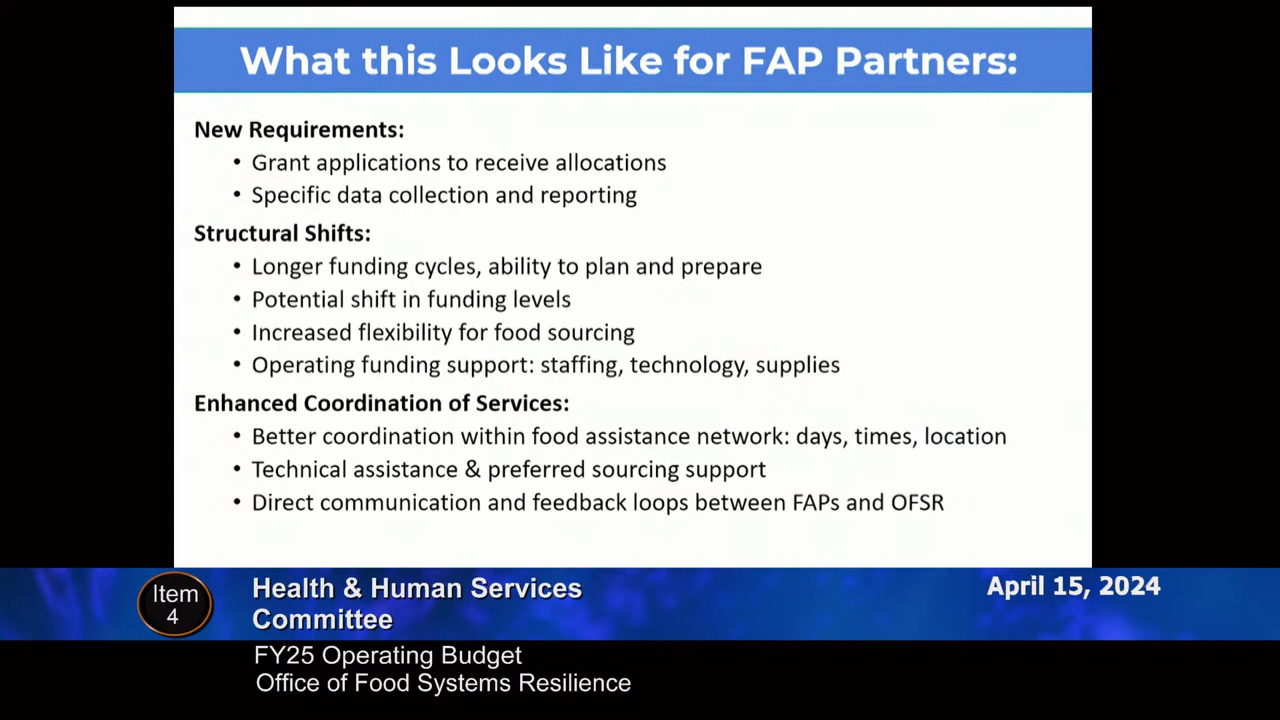 What this Looks Like for FAP Partners:
New Requirements:
• Grant applications to receive allocations
• Specific data collection and reporting
Structural Shifts:
• Longer funding cycles, ability to plan and prepare
• Potential shift in funding levels
• Increased flexibility for food sourcing
• Operating funding support: staffing, technology, supplies
Enhanced Coordination of Services:
• Better coordination within food assistance network: days, times, location
• Technical assistance & preferred sourcing support
• Direct communication and feedback loops between FAPs and OFSR
Item
4
Health & Human Services
Committee
April 15, 2024
FY25 Operating Budget
Office of Food Systems Resilience